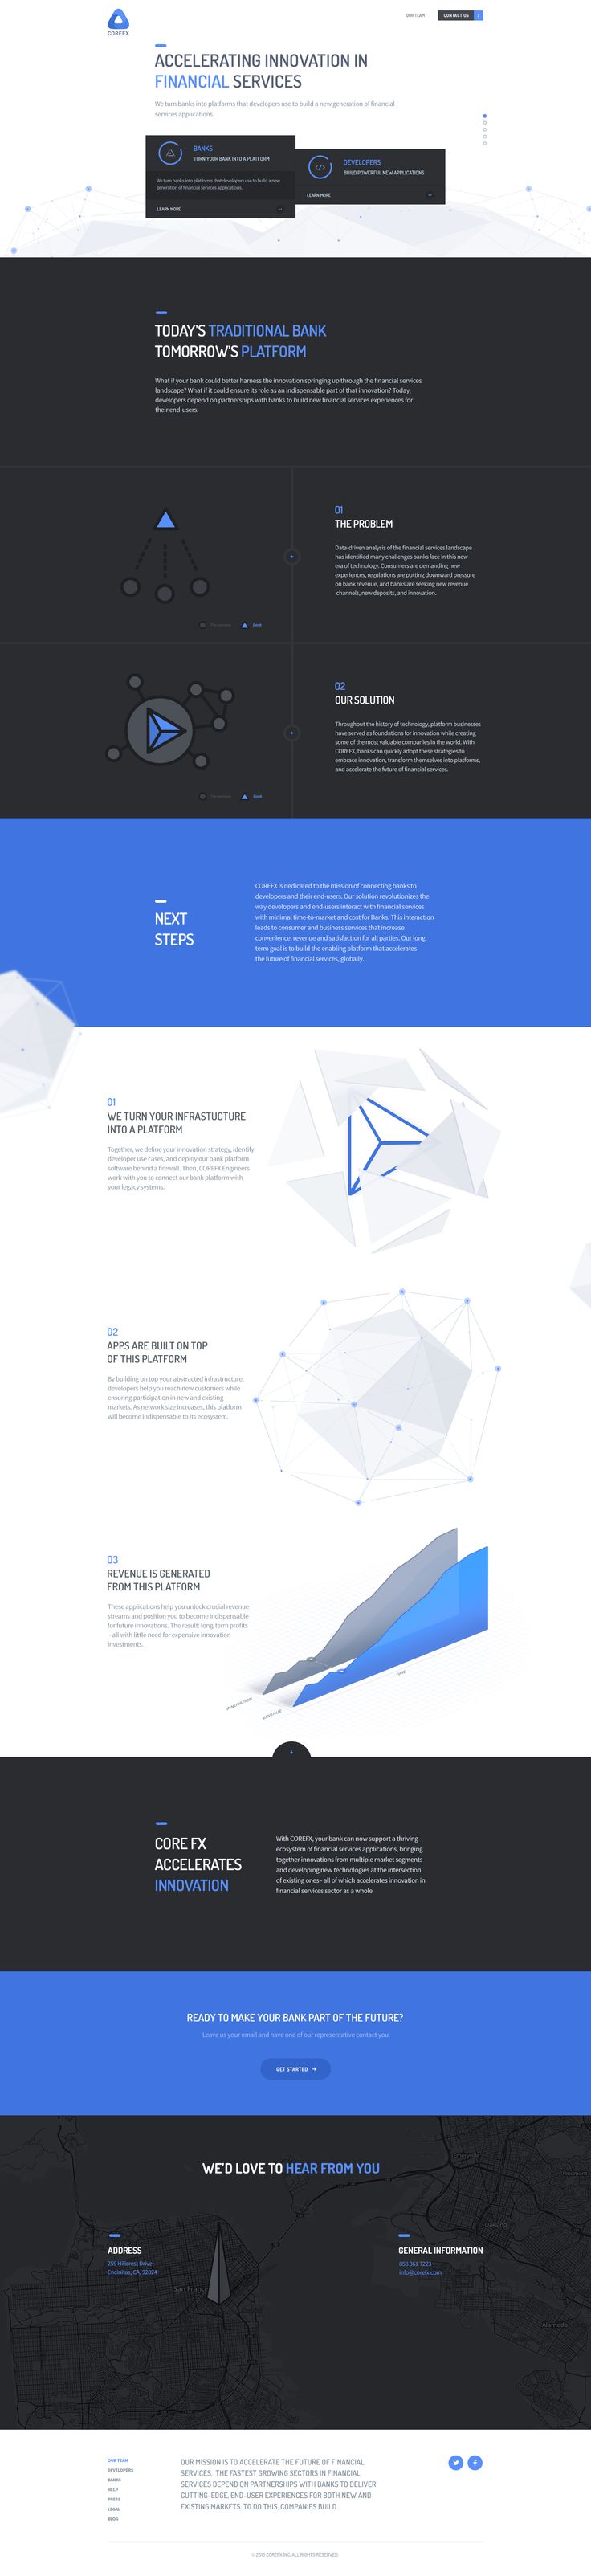 COREFX
OUR TEAM
CONTACT US
ACCELERATING INNOVATION IN
FINANCIAL SERVICES
We turn banks into platforms that developers use to build a new generation of financial
services applications.
BANKS
TURN YOUR BANK INTO A PLATFORM
We turn banks into platforms that developers use to build a new
generation of financial services applications.
LEARN MORE
DEVELOPERS
BUILD POWERFUL NEW APPLICATIONS
LEARN MORE
TODAY'S TRADITIONAL BANK
TOMORROW'S PLATFORM
What if your bank could better harness the innovation springing up through the financial services
landscape? What if it could ensure its role as an indispensable part of that innovation? Today,
developers depend on partnerships with banks to build new financial services experiences for
their end-users.
01
THE PROBLEM
Data-driven analysis of the financial services landscape
has identified many challenges banks face in this new
era of technology. Consumers are demanding new
experiences, regulations are putting downward pressure
on bank revenue, and banks are seeking new revenue
channels, new deposits, and innovation.
Bank
02
OUR SOLUTION
Throughout the history of technology, platform businesses
have served as foundations for innovation while creating
some of the most valuable companies in the world. With
COREFX, banks can quickly adopt these strategies to
embrace innovation, transform themselves into platforms,
and accelerate the future of financial services.
Bank
NEXT
STEPS
COREFX is dedicated to the mission of connecting banks to
developers and their end-users. Our solution revolutionizes the
way developers and end-users interact with financial services
with minimal time-to-market and cost for Banks. This interaction
leads to consumer and business services that increase
convenience, revenue and satisfaction for all parties. Our long
term goal is to build the enabling platform that accelerates
the future of financial services, globally.
01
WE TURN YOUR INFRASTUCTURE
INTO A PLATFORM
Together, we define your innovation strategy, identify
developer use cases, and deploy our bank platform
software behind a firewall. Then, COREFX Engineers
work with you to connect our bank platform with
your legacy systems.
02
APPS ARE BUILT ON TOP
OF THIS PLATFORM
By building on top your abstracted infrastructure,
developers help you reach new customers while
ensuring participation in new and existing
markets. As network size increases, this platform
will become indispensable to its ecosystem.
03
REVENUE IS GENERATED
FROM THIS PLATFORM
These applications help you unlock crucial revenue
streams and position you to become indispensable
for future innovations. The result: long-term profits
- all with little need for expensive innovation
investments.
INNOVATION
REVENUE
TIME
CORE FX
ACCELERATES
INNOVATION
With COREFX, your bank can now support a thriving
ecosystem of financial services applications, bringing
together innovations from multiple market segments
and developing new technologies at the intersection
of existing ones - all of which accelerates innovation in
financial services sector as a whole
READY TO MAKE YOUR BANK PART OF THE FUTURE?
Leave us your email and have one of our representative contact you
GET STARTED
WE'D LOVE TO HEAR FROM YOU
ADDRESS
259 Hillcrest Drive
Encinitas, CA, 92024
GENERAL INFORMATION
858 361 7221
info@corefx.com
Oakland
San Franc
Alameda
OUR TEAM
DEVELOPERS
BANKS
HELP
PRESS
LEGAL
BLOG
OUR MISSION IS TO ACCELERATE THE FUTURE OF FINANCIAL
SERVICES. THE FASTEST GROWING SECTORS IN FINANCIAL
SERVICES DEPEND ON PARTNERSHIPS WITH BANKS TO DELIVER
CUTTING-EDGE, END-USER EXPERIENCES FOR BOTH NEW AND
EXISTING MARKETS. TO DO THIS, COMPANIES BUILD.
© 2013 COREFX INC. ALL RIGHTS RESERVED.